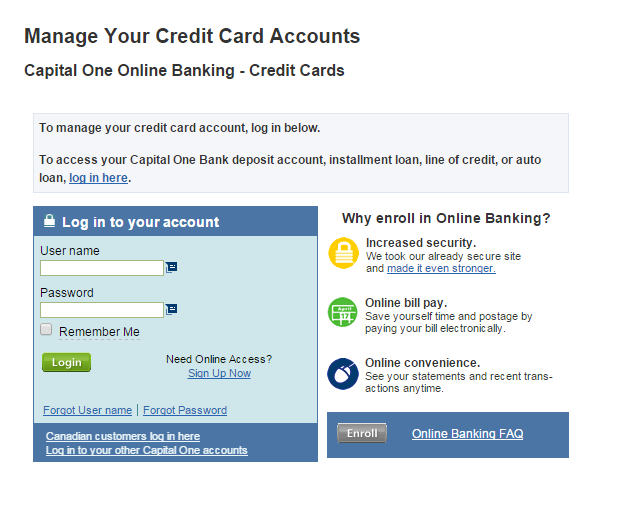 Manage Your Credit Card Accounts
Capital One Online Banking - Credit Cards
To manage your credit card account, log in below.
To access your Capital One Bank deposit account, installment loan, line of credit, or auto
loan, log in here.
Log in to your account
User name
Password
Remember Me
Login
Need Online Access?
Sign Up Now
Forgot User name | Forgot Password
Canadian customers log in here
Log in to your other Capital One accounts
Why enroll in Online Banking?
Increased security.
We took our already secure site
and made it even stronger.
April
17
Online bill pay.
Save yourself time and postage by
paying your bill electronically.
Online convenience.
See your statements and recent trans-
actions anytime.
Enroll
Online Banking FAQ